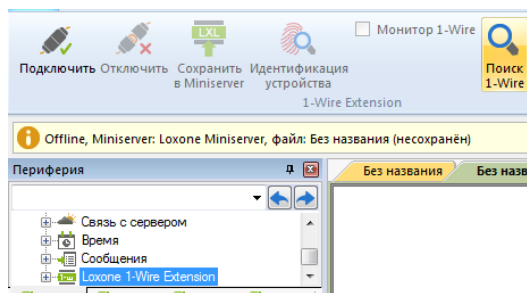 LXL
Монитор 1-Wire
Подключить Отключить Сохранить Идентификация Поиск
в Miniserver устройства 1-Wire
1-Wire Extension
Offline, Miniserver: Loxone Miniserver, файл: Без названия (несохранён)
Периферия Без названия Без назв
Связь с сервером
Время
Сообщения
Loxone 1-Wire Extension